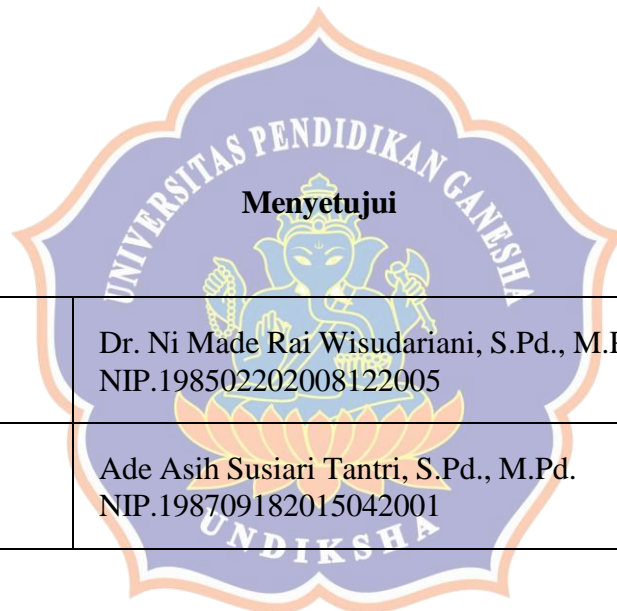 UNIVERSITAS PENDIDIKAN GANESHA
Menyetujui
Dr. Ni Made Rai Wisudariani, S.Pd.,
NIP.198502202008122005
Ade Asih Susiari Tantri, S.Pd., M.Pd.
NIP.198709182015042001
UNDIKSHA